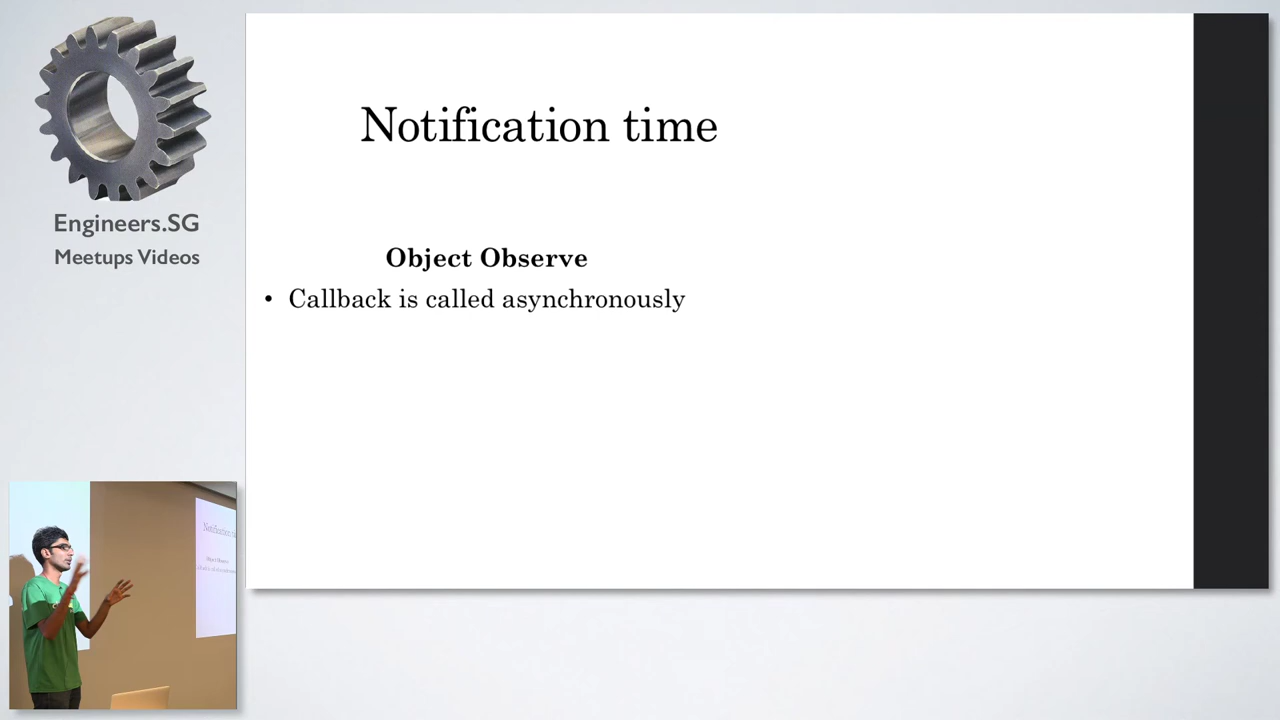 Engineers.SG
Meetups Videos
Notification time
Object Observe
• Callback is called asynchronously